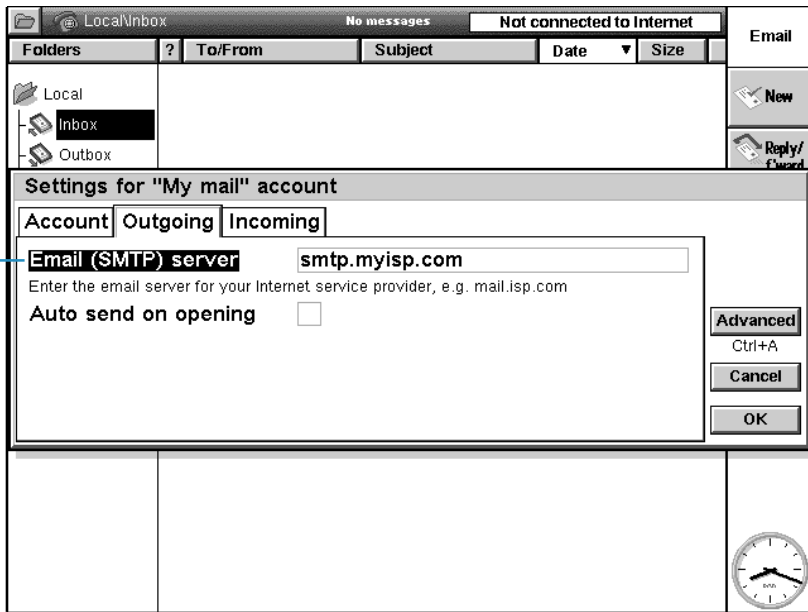 Local\Inbox No messages Not connected to Internet Email
Folders ? To/From Subject Date Size
Local
Inbox
Outbox
New
Reply/
f'ward
Settings for "My mail" account
Account Outgoing Incoming
Email (SMTP) server smtp.myisp.com
Enter the email server for your Internet service provider, e.g. mail.isp.com
Auto send on opening
Advanced
Ctrl+A
Cancel
OK